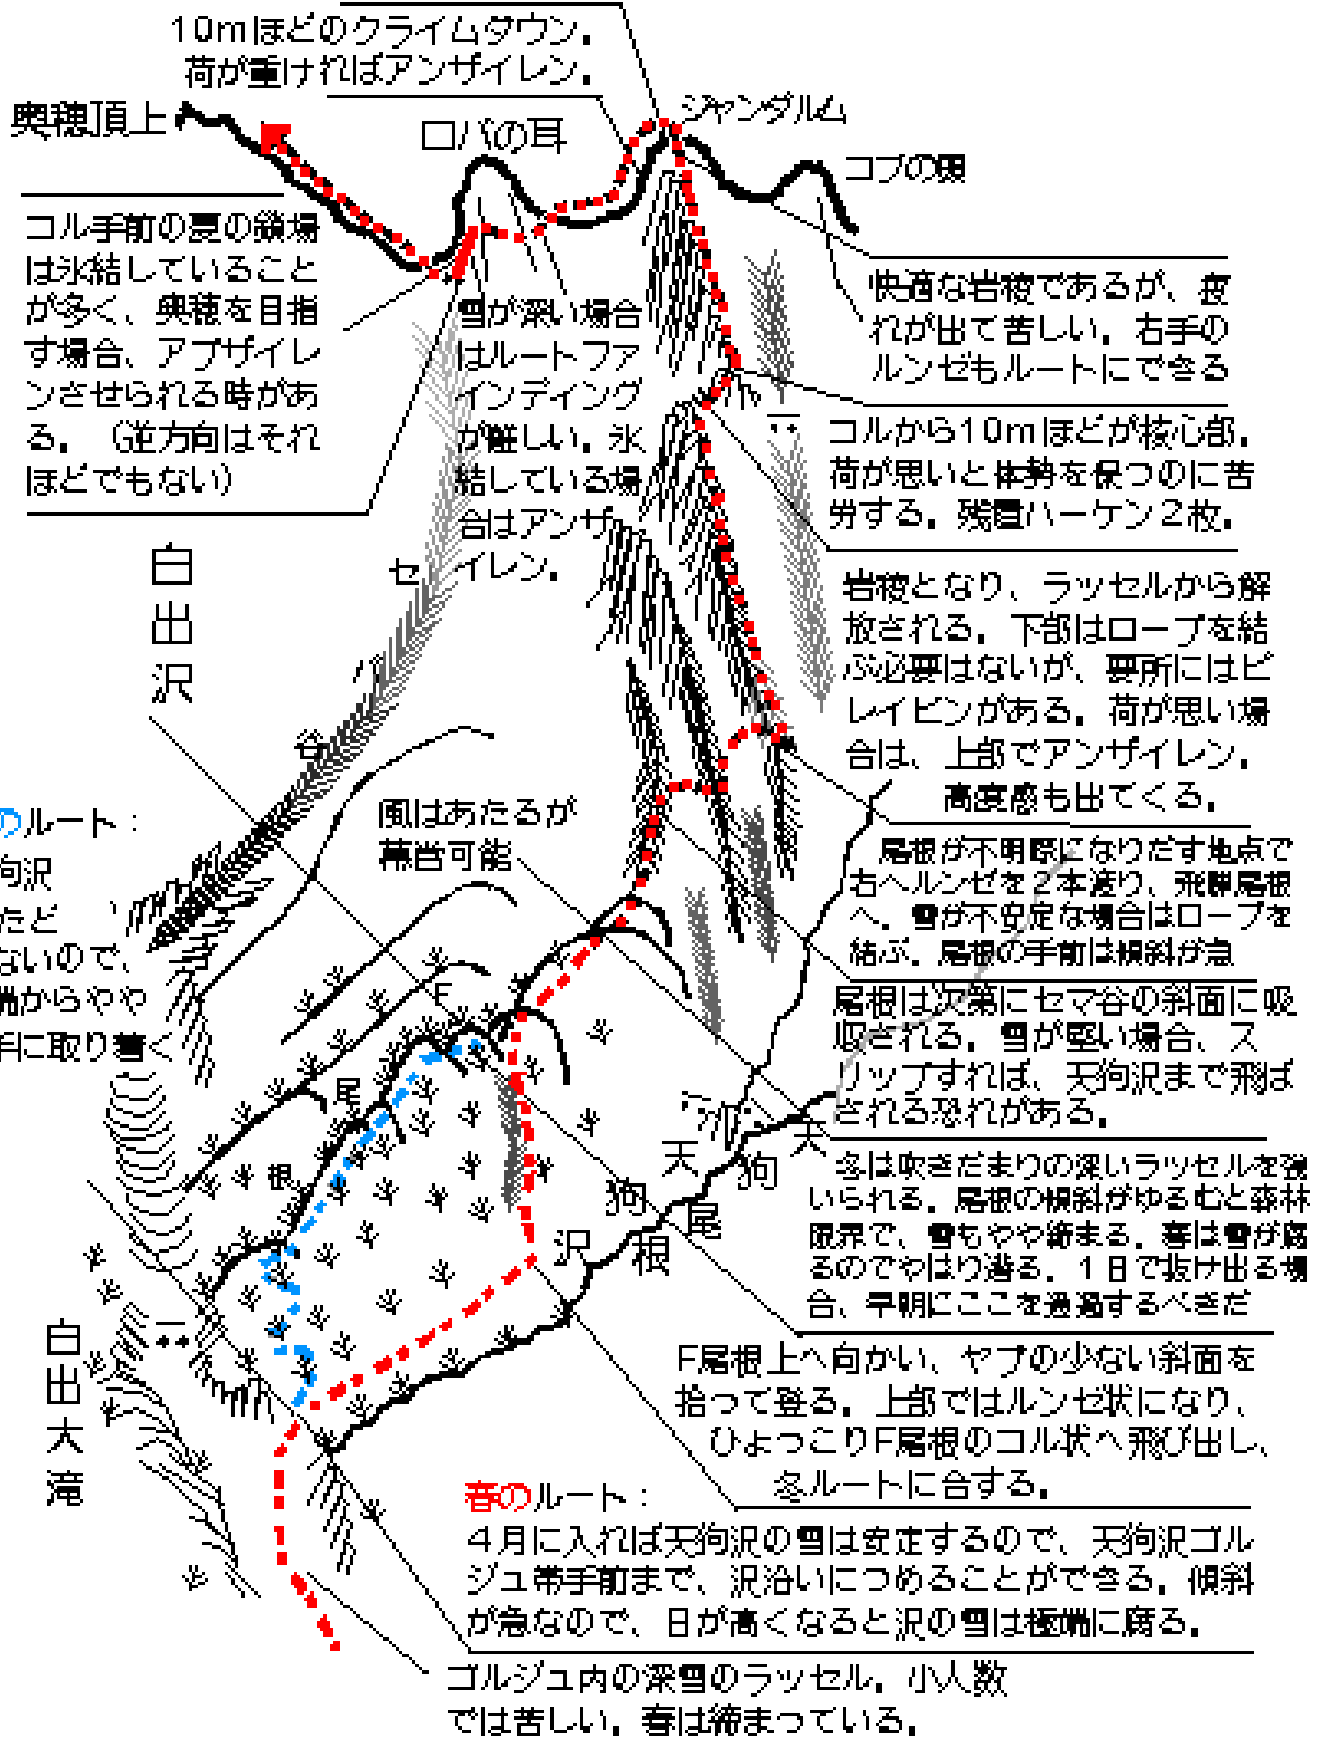 10mほどのクライムダウン.
荷が重ければアンザイレン.
奥穂頂上
ロバの耳
ジャンダルム
コブの頭
コル手前の夏の鎖場
は氷結していること
が多く、奥穂を目指
す場合、アプザイレ
ンさせられる時があ
る.（逆方向はそれ
ほどでもない）
雪が深い場合
はルートファ
インディング
が難しい.氷
結している場
合はアンザ
イレン.
快適な岩稜であるが、疲
れが出て苦しい.右手の
ルンゼもルートにできる
コルから10mほどが核心部.
荷が思いと体勢を保つのに苦
労する.残置ハーケン２枚.
岩稜となり、ラッセルから解
放される.下部はロープを結
ぶ必要はないが、要所にはビ
レイピンがある.荷が思い場
合は、上部でアンザイレン.
高度感も出てくる.
白出沢
セバ谷
のルート：
狗沢
たど
ないので、
端からやや
手に取り着く
風はあたるが
幕営可能
尾根が不明瞭になりだす地点で
右へルンゼを２本渡り、飛騨尾根
へ.雪が不安定な場合はロープを
結ぶ.尾根の手前は傾斜が急
尾根は次第にセマ谷の斜面に吸
収される.雪が堅い場合、ス
リップすれば、天狗沢まで飛ば
される恐れがある.
F尾根
天狗沢
天狗尾根
冬は吹きだまりの深いラッセルを強
いられる.尾根の傾斜がゆるむと森林
限界で、雪もやや締まる.春は雪が腐
るのでやはり潜る.１日で抜け出る場
合、早朝にここを通過するべきだ
白出大滝
F尾根上へ向かい、ヤブの少ない斜面を
拾って登る.上部ではルンゼ状になり、
ひょっこりF尾根のコル状へ飛び出し、
冬ルートに合する.
春のルート：
４月に入れば天狗沢の雪は安定するので、天狗沢ゴル
ジュ帯手前まで、沢沿いにつめることができる.傾斜
が急なので、日が高くなると沢の雪は極端に腐る.
ゴルジュ内の深雪のラッセル.小人数
では苦しい.春は締まっている.